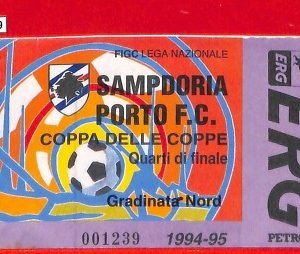 9
FIGC LEGA NAZIONALE
SAMPDORIA
PORTO F.C.
COPPA DELLE COPPE
Quarti di finale
Gradinata Nord
001239 1994-95
ERG
ERG
PETRO